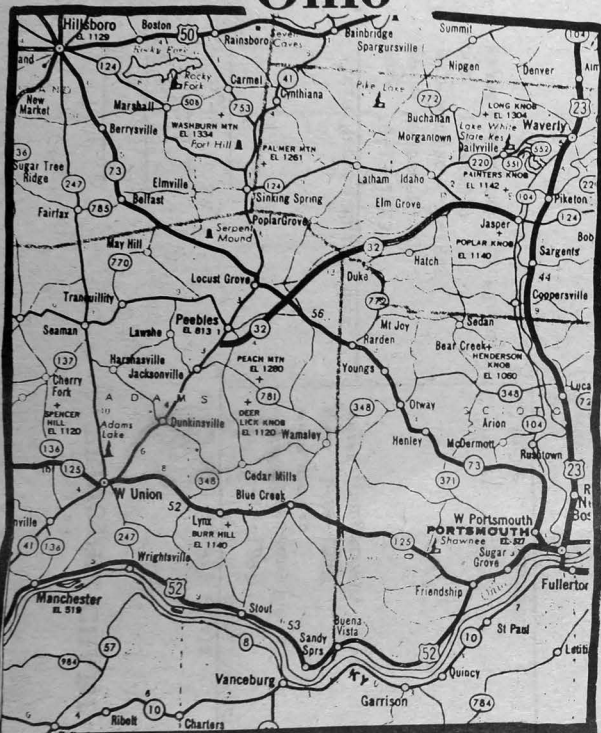 Ohio
Hillsboro
EL 1129
Boston
50
Rainsboro
Seven
Caves
Bainbridge
Spargursville
Summit
104
Nipgen
Denver
Rocky Fork
124
Rocky
Fork
Carmel
41
Cynthiana
Pike Lake
New
Market
Marshall
506
753
772
LONG KNOB
EL 1304
23
Buchanan
Lake White
State Res
Waverly
Berrysville
WASHBURN MTN
EL 1334
Fort Hill
PALMER MTN
EL 1261
Morgantown
Dailyville
552
220
551
136
Sugar Tree
Ridge
73
Elmville
124
Latham
Idaho
PAINTERS KNOB
EL 1142
247
Sinking Spring
Elm Grove
104
Piketon
Fairfax
785
Belfast
PoplarGrove
Jasper
124
Serpent
Mound
32
POPLAR KNOB
EL 1140
May Hill
Hatch
Sargents
770
Locust Grove
Duke
44
Tranquility
56
772
Coopersville
Peebles
EL 813
32
Mt Joy
Sedan
Seaman
Lawshe
Rarden
Bear Creek
137
Harshasville
PEACH MTN
EL 1280
HENDERSON
KNOB
EL 1060
Jacksonville
Youngs
Cherry
Fork
781
348
ADAMS
348
Otway
SCIOTO
SPENCER
HILL
EL 1120
DEER
LICK KNOB
EL 1120
Arion
104
Adams
Lake
Dunkinsville
Wamsley
Henley
McDermott
Rushtown
136
73
125
348
Cedar Mills
371
23
W Union
52
Blue Creek
Lynx
BURR HILL
EL 1140
W Portsmouth
PORTSMOUTH
EL 527
41
136
247
125
Shawnee
Sugar
Grove
Wrightsville
Friendship
Fullerton
Manchester
EL 519
52
Stout
53
Buena
Vista
52
10
St Paul
8
Sandy
Sprs
984
57
KY
Quincy
Vanceburg
Garrison
784
Ribolt
10
Charters